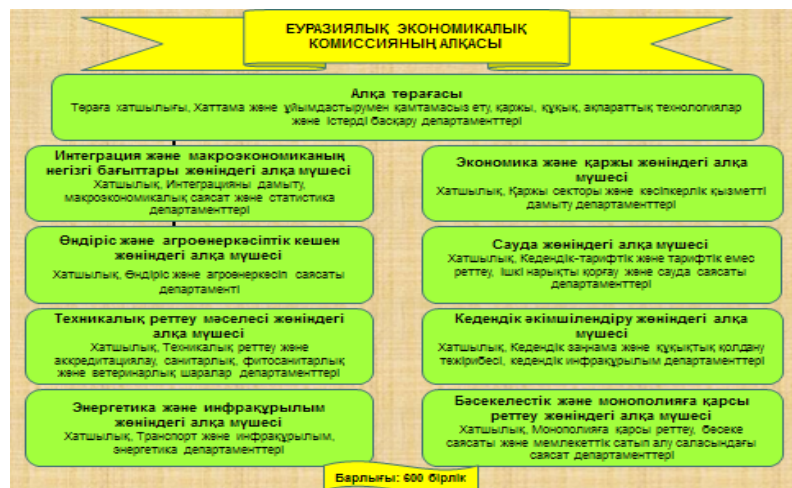 ЕУРАЗИЯЛЫҚ ЭКОНОМИКАЛЫҚ
КОМИССИЯНЫҢ АЛҚАСЫ
Алқа төрағасы
Төраға хатшылығы, Хаттама және ұйымдастырумен қамтамасыз ету, қаржы, құқық, ақпараттық технологиялар
және істерді басқару департаменттері
Интеграция және макроэкономиканың
негізгі бағыттары жөніндегі алқа
мүшесі
Хатшылық, Интеграцияны дамыту,
макроэкономикалық саясат және статистика
департаменттері
Экономика және қаржы жөніндегі алқа
мүшесі
Хатшылық, Қаржы секторы және кәсіпкерлік қызметті
дамыту департаменттері
Өндіріс және агроөнеркәсіптік кешен
жөніндегі алқа мүшесі
Хатшылық, Өндіріс және агроөнеркәсіп саясаты
департаменті
Сауда жөніндегі алқа мүшесі
Хатшылық, Кедендік-тарифтік және тарифтік емес
реттеу, ішкі нарықты қорғау және сауда саясаты
департаменттері
Техникалық реттеу мәселесі жөніндегі
алқа мүшесі
Хатшылық, Техникалық реттеу және
аккредитациялау, санитарлық, фитосанитарлық
және ветеринарлық шаралар департаменттері
Кедендік әкімшілендіру жөніндегі алқа
мүшесі
Хатшылық, Кедендік заңнама және құқықтық қолдану
тәжірибесі, кедендік инфрақұрылым департаменттері
Энергетика және инфрақұрылым
жөніндегі алқа мүшесі
Хатшылық, Транспорт және инфрақұрылым,
энергетика департаменттері
Бәсекелестік және монополияға қарсы
реттеу жөніндегі алқа мүшесі
Хатшылық, Монополияға қарсы реттеу, бәсеке
саясаты және мемлекеттік сатып алу саласындағы
саясат департаменттері
Барлығы: 600 бірлік